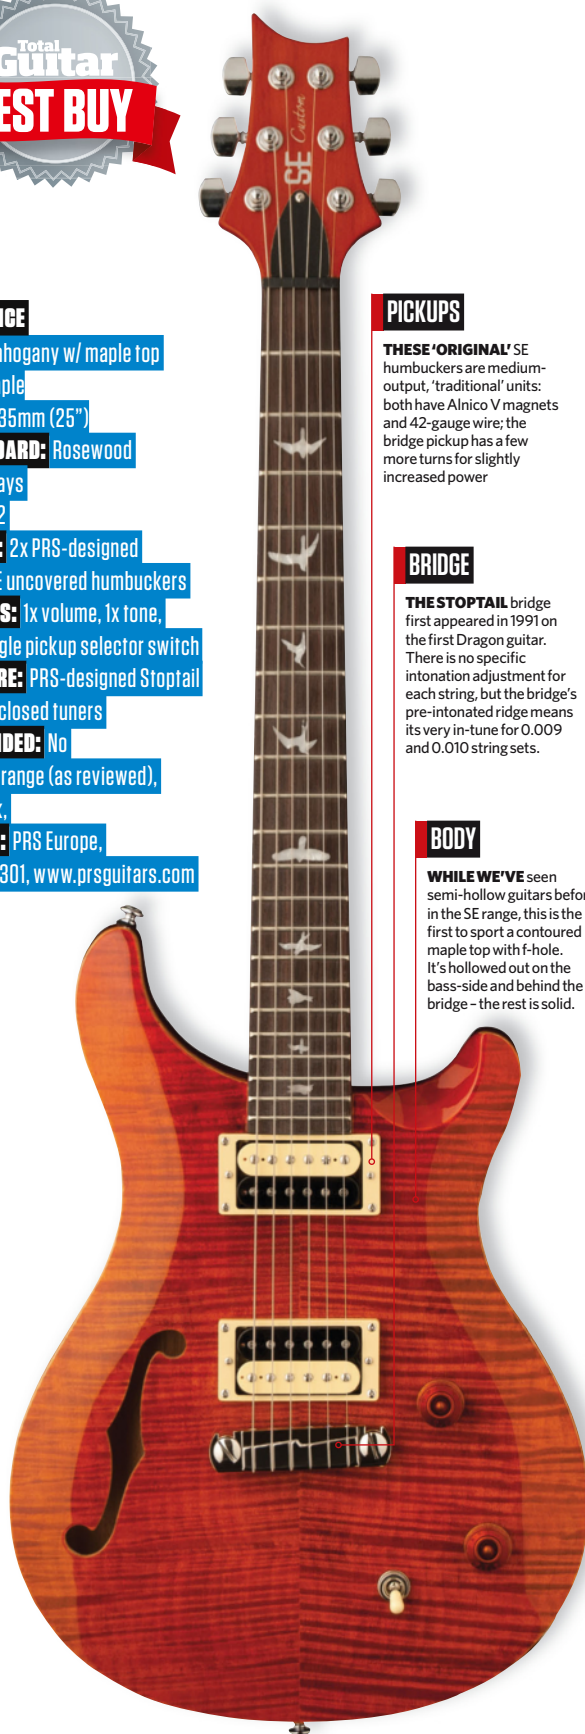 Total
Guitar
EST BUY
SE Custom
ICE
ahogany w/ maple top
ple
35mm (25”)
OARD: Rosewood
ays
2
: 2x PRS-designed
E uncovered humbuckers
S: 1x volume, 1x tone,
gle pickup selector switch
RE: PRS-designed Stoptail
closed tuners
NDED: No
range (as reviewed),
,
: PRS Europe,
301, www.prsguitars.com
PICKUPS
THESE ‘ORIGINAL’ SE
humbuckers are medium-
output, ‘traditional’ units:
both have Alnico V magnets
and 42-gauge wire; the
bridge pickup has a few
more turns for slightly
increased power
BRIDGE
THE STOPTAIL bridge
first appeared in 1991 on
the first Dragon guitar.
There is no specific
intonation adjustment for
each string, but the bridge’s
pre-intonated ridge means
its very in-tune for 0.009
and 0.010 string sets.
BODY
WHILE WE’VE seen
semi-hollow guitars befor
in the SE range, this is the
first to sport a contoured
maple top with f-hole.
It’s hollowed out on the
bass-side and behind the
bridge – the rest is solid.